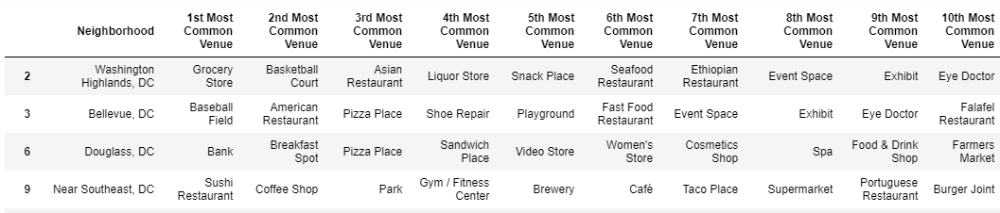 Neighborhood 1st Most Common Venue 2nd Most Common Venue 3rd Most Common Venue 4th Most Common Venue 5th Most Common Venue 6th Most Common Venue 7th Most Common Venue 8th Most Common Venue 9th Most Common Venue 10th Most Common Venue
2 Washington Highlands, DC Grocery Store Basketball Court Asian Restaurant Liquor Store Snack Place Seafood Restaurant Ethiopian Restaurant Event Space Exhibit Eye Doctor
3 Bellevue, DC Baseball Field American Restaurant Pizza Place Shoe Repair Playground Fast Food Restaurant Event Space Exhibit Eye Doctor Falafel Restaurant
6 Douglass, DC Bank Breakfast Spot Pizza Place Sandwich Place Video Store Women's Store Cosmetics Shop Spa Food & Drink Shop Farmers Market
9 Near Southeast, DC Sushi Restaurant Coffee Shop Park Gym / Fitness Center Brewery Café Taco Place Supermarket Portuguese Restaurant Burger Joint